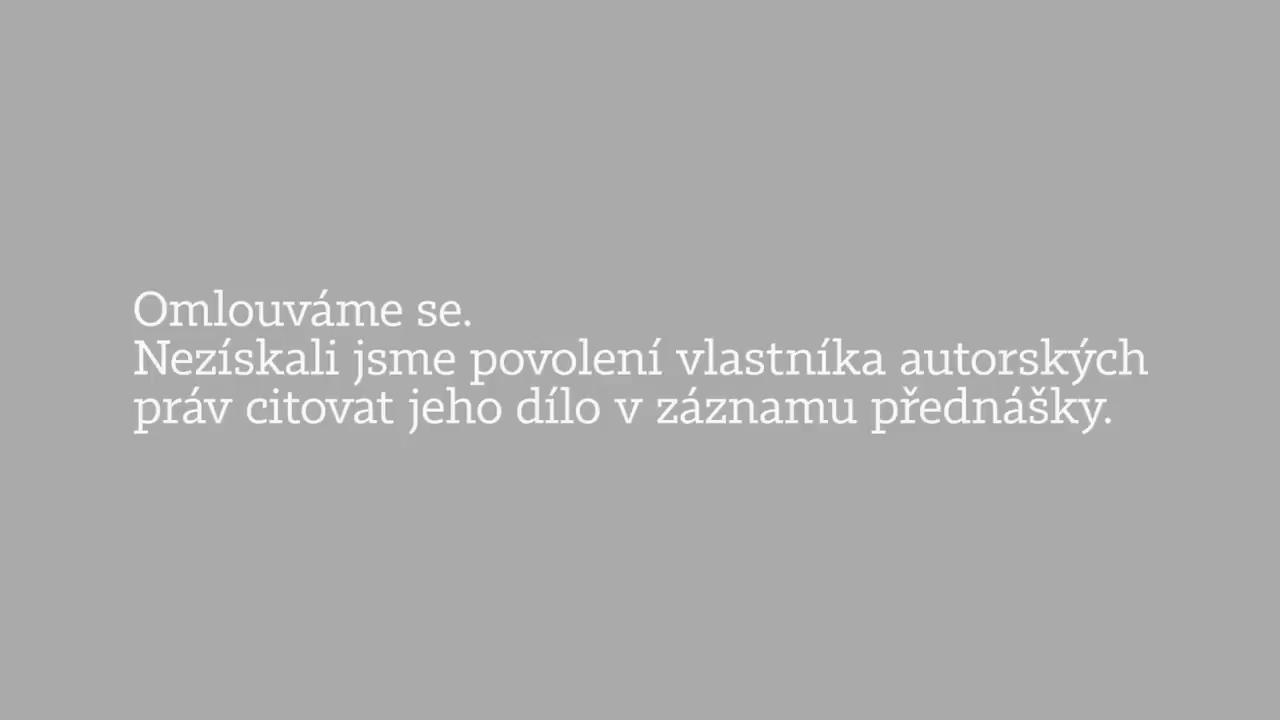 Omlouváme se.
Nezískali jsme povolení vlastníka autorských
práv citovat jeho dílo v záznamu přednášky.